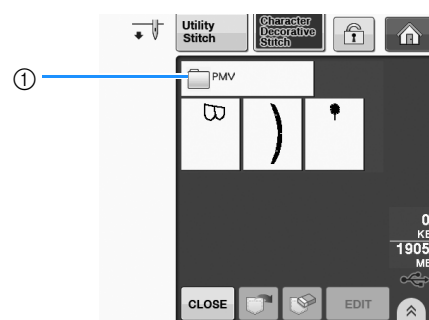 Utility
Stitch
Character
Decorative
Stitch
①
PMV
0
KB
1905
MB
CLOSE
EDIT